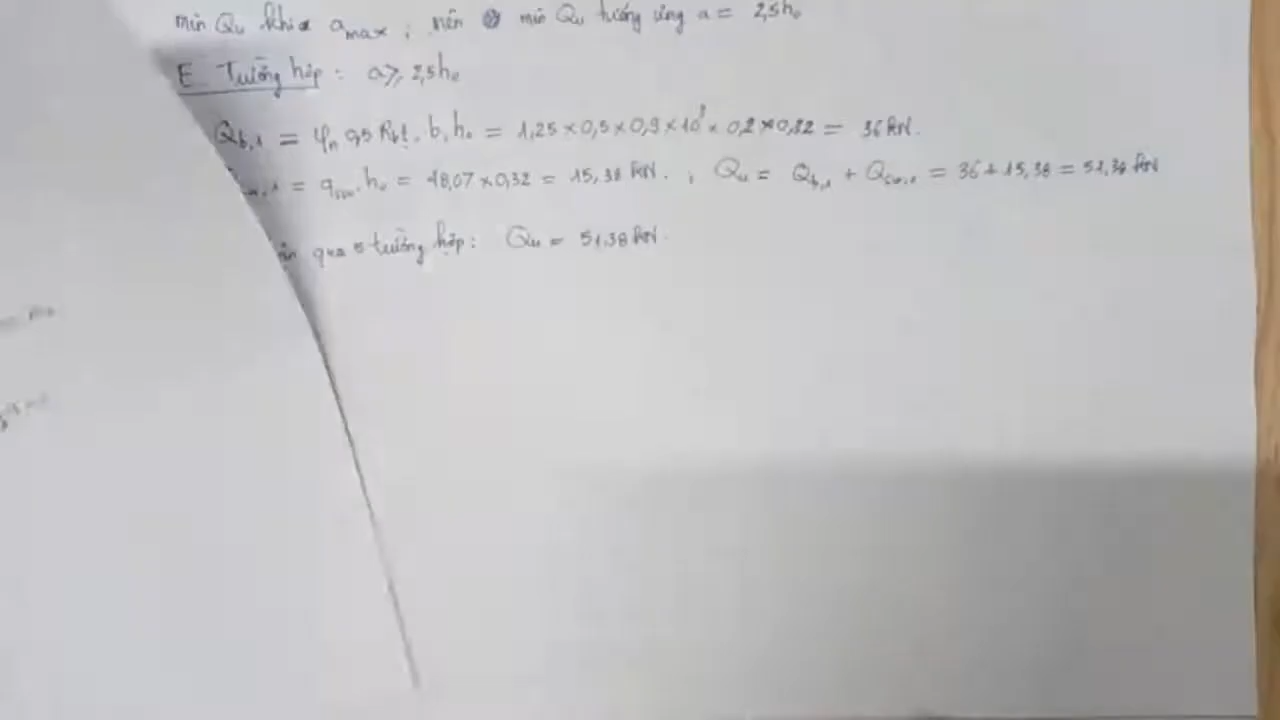 min Qu khi amax, nên min Qu tương ứng a = 2,5h₀
E. Trường hợp : a ≥ 2,5h₀
Qb,1 = φn 0,5 Rbt . b . h₀ = 1,25 × 0,5 × 0,9 × 10³ × 0,2 × 0,32 = 36 kN.
,1 = qsw . h₀ = 48,07 × 0,32 = 15,38 kN. ; Qu = Qb,1 + Qsw,1 = 36 + 15,38 = 51,38 kN
qua 5 trường hợp : Qu = 51,38 kN.